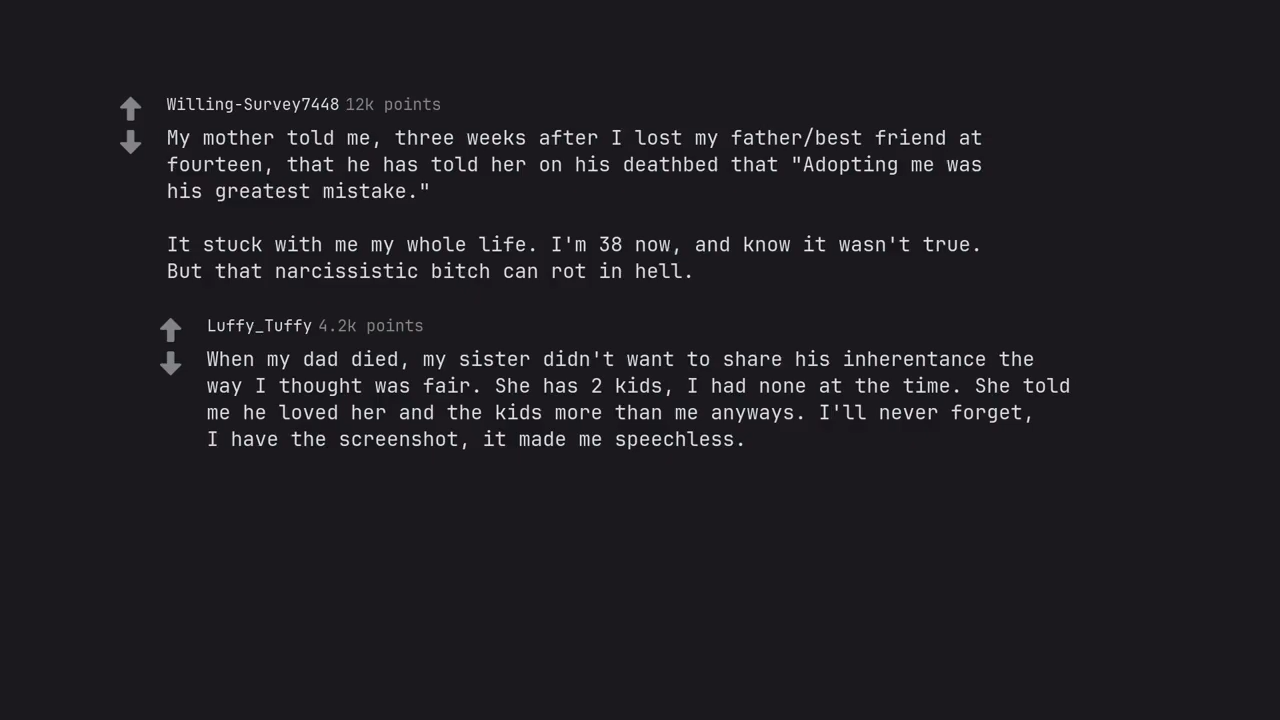 Willing-Survey7448 12k points
My mother told me, three weeks after I lost my father/best friend at
fourteen, that he has told her on his deathbed that "Adopting me was
his greatest mistake."
It stuck with me my whole life. I'm 38 now, and know it wasn't true.
But that narcissistic bitch can rot in hell.
Luffy_Tuffy 4.2k points
When my dad died, my sister didn't want to share his inherentance the
way I thought was fair. She has 2 kids, I had none at the time. She told
me he loved her and the kids more than me anyways. I'll never forget,
I have the screenshot, it made me speechless.